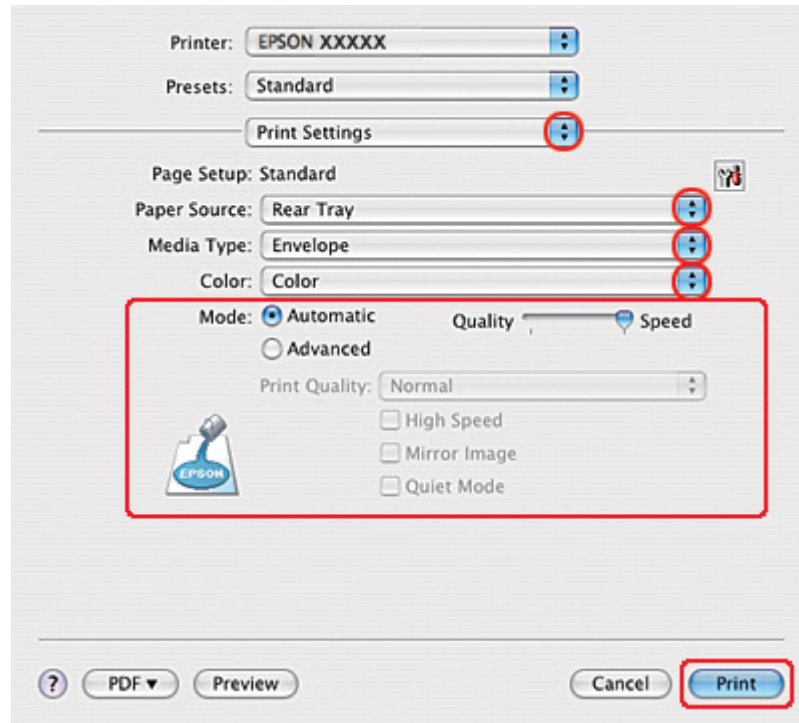 Printer: EPSON XXXXX
Presets: Standard
Print Settings
Page Setup: Standard
Paper Source: Rear Tray
Media Type: Envelope
Color: Color
Mode: Automatic Quality Speed
Advanced
Print Quality: Normal
High Speed
Mirror Image
Quiet Mode
EPSON
? PDF ▼ Preview Cancel Print